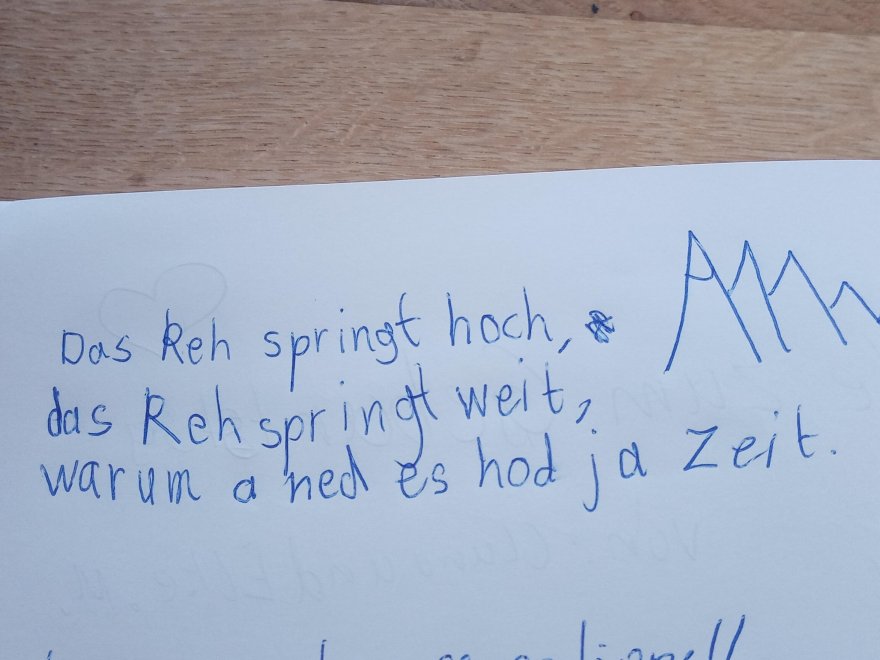 Das Reh springt hoch,
das Reh springt weit,
warum a ned es hod ja Zeit.